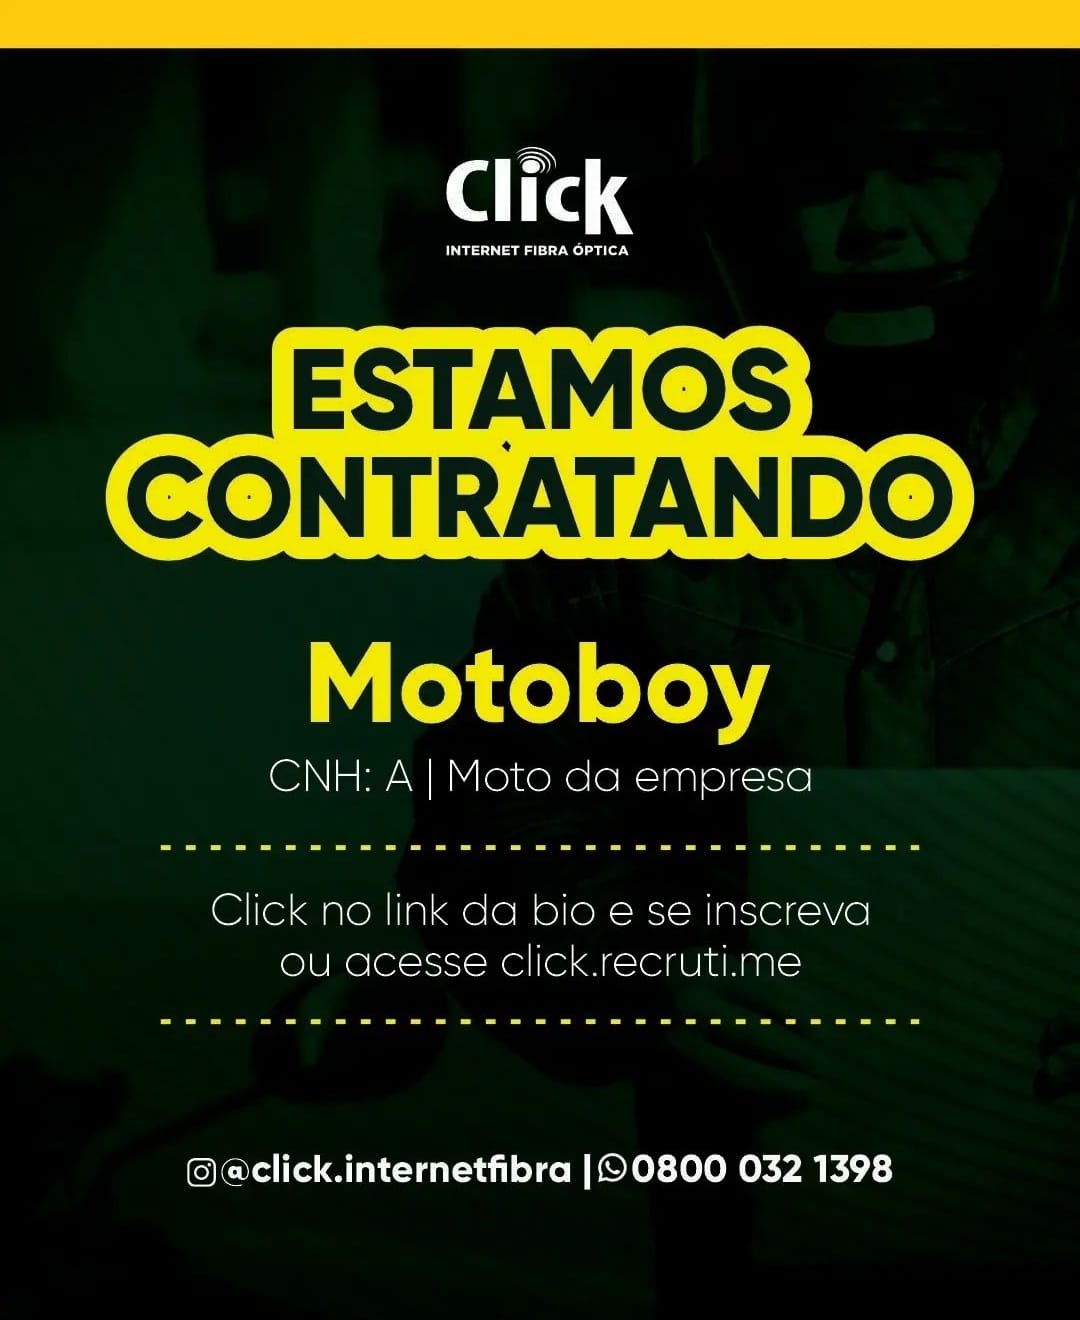 Click
INTERNET FIBRA ÓPTICA
ESTAMOS
CONTRATANDO
Motoboy
CNH: A | Moto da empresa
Click no link da bio e se inscreva
ou acesse click.recruti.me
@click.internetfibra | 0800 032 1398